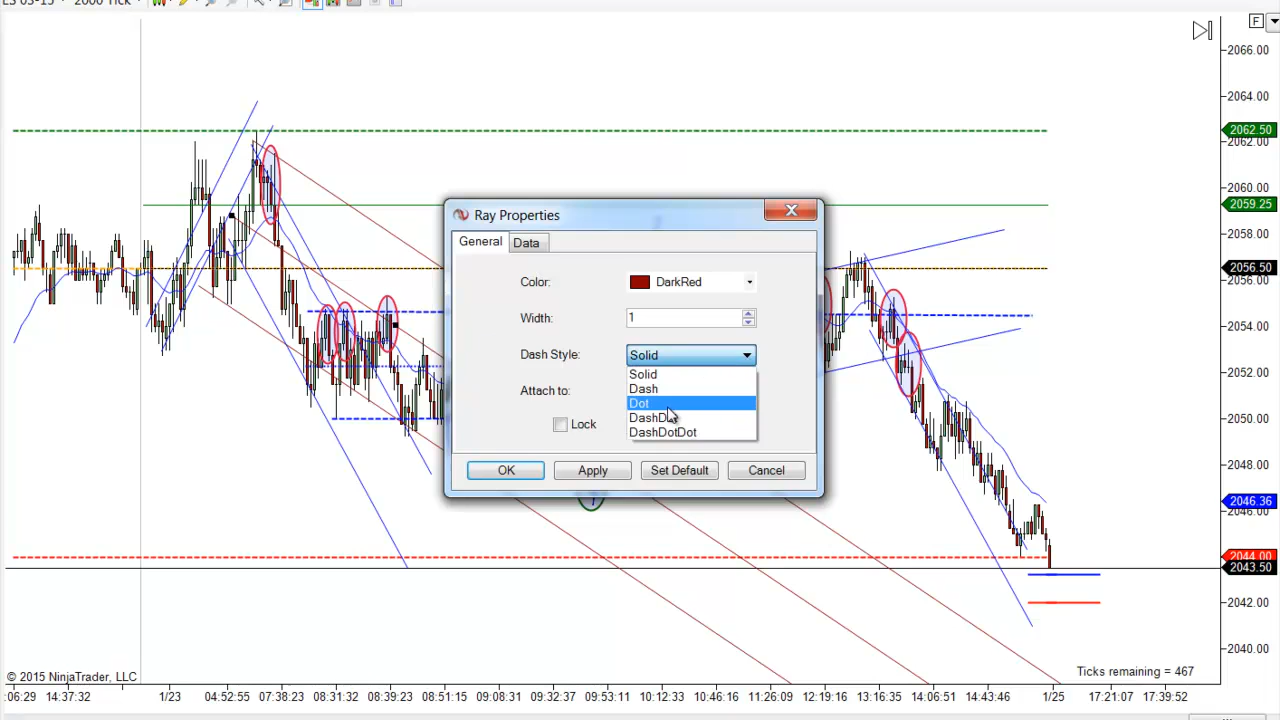 ES 03-15
2000 Tick
F
2066.00
2064.00
2062.50
2062.00
2060.00
2059.25
2058.00
2056.50
2054.00
2052.00
2050.00
2048.00
2046.36
2046.00
2044.00
2043.50
2042.00
2040.00
Ray Properties
General
Data
Color:
DarkRed
Width:
1
Dash Style:
Solid
Solid
Dash
Dot
DashDot
DashDotDot
Attach to:
Lock
OK
Apply
Set Default
Cancel
© 2015 NinjaTrader, LLC
Ticks remaining = 467
:06:29 14:37:32 1/23 04:52:55 07:38:23 08:31:32 08:39:23 08:51:15 09:08:31 09:32:37 09:53:11 10:12:33 10:46:16 11:26:09 12:19:16 13:16:35 14:06:51 14:43:46 1/25 17:21:07 17:39:52